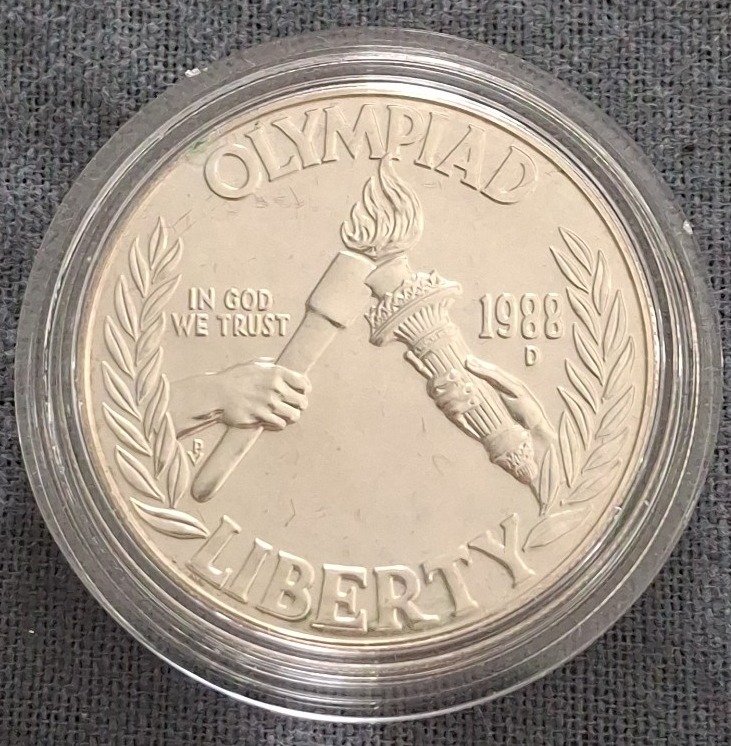 OLYMPIAD
IN GOD
WE TRUST
1988
D
LIBERTY